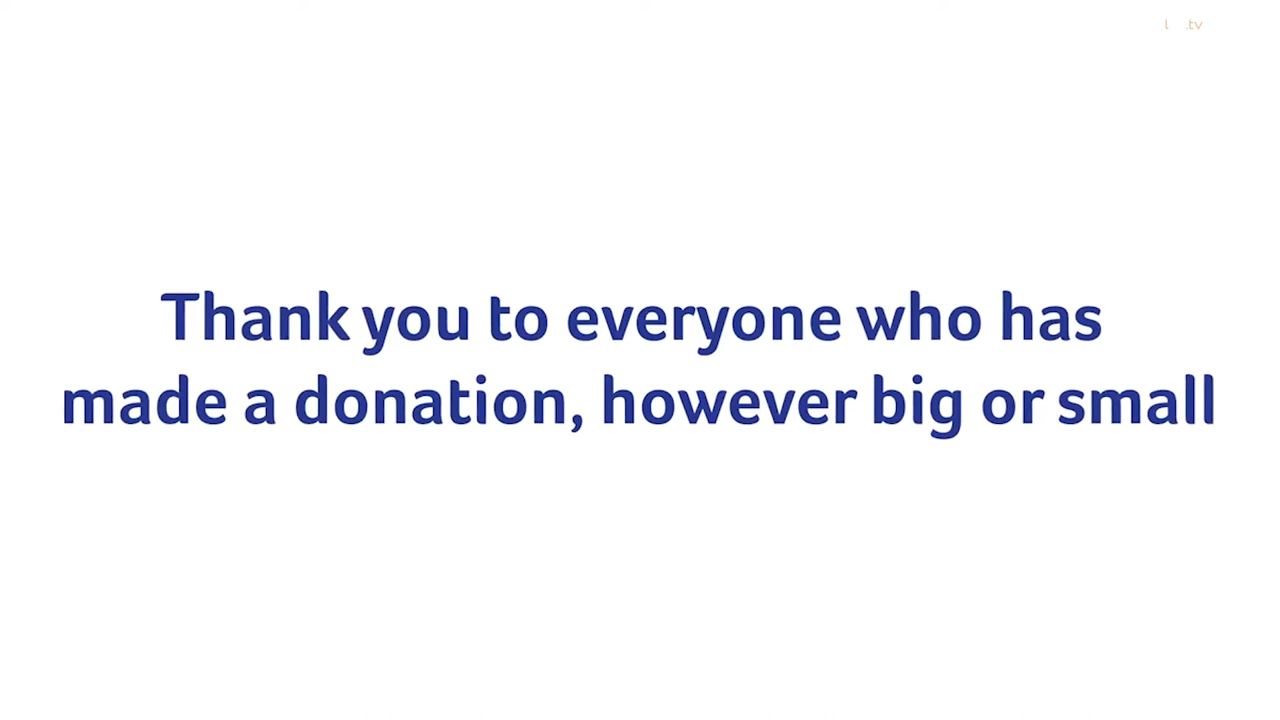 Thank you to everyone who has
made a donation, however big or small